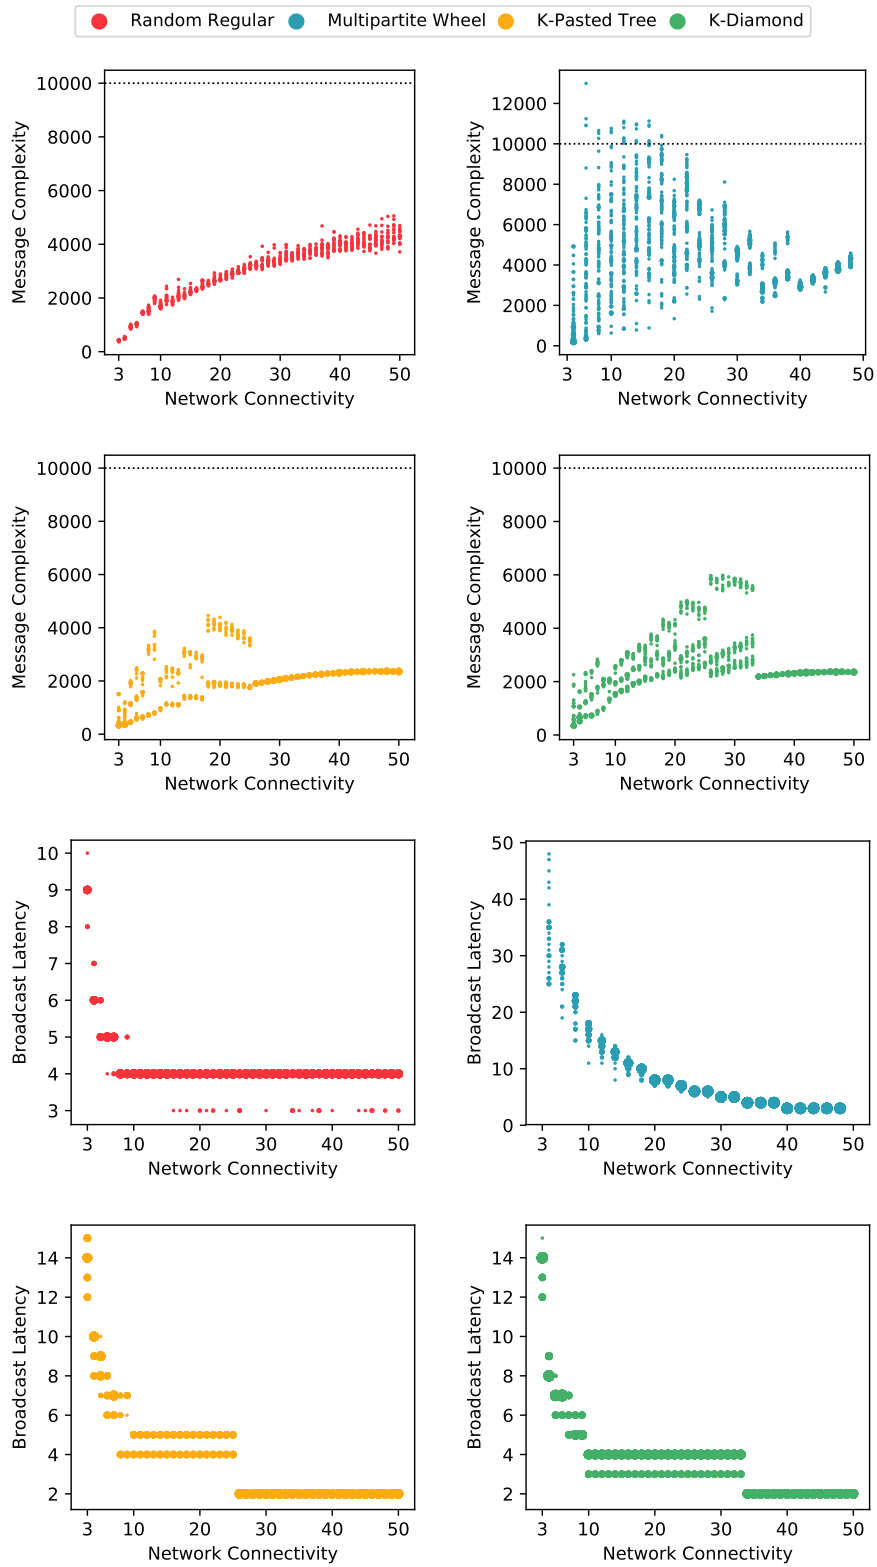 Random Regular Multipartite Wheel K-Pasted Tree K-Diamond
10000
8000
6000
4000
2000
0
Message Complexity
3 10 20 30 40 50
Network Connectivity
12000
10000
8000
6000
4000
2000
0
Message Complexity
3 10 20 30 40 50
Network Connectivity
10000
8000
6000
4000
2000
0
Message Complexity
3 10 20 30 40 50
Network Connectivity
10000
8000
6000
4000
2000
0
Message Complexity
3 10 20 30 40 50
Network Connectivity
10
9
8
7
6
5
4
3
Broadcast Latency
3 10 20 30 40 50
Network Connectivity
50
40
30
20
10
0
Broadcast Latency
3 10 20 30 40 50
Network Connectivity
14
12
10
8
6
4
2
Broadcast Latency
3 10 20 30 40 50
Network Connectivity
14
12
10
8
6
4
2
Broadcast Latency
3 10 20 30 40 50
Network Connectivity